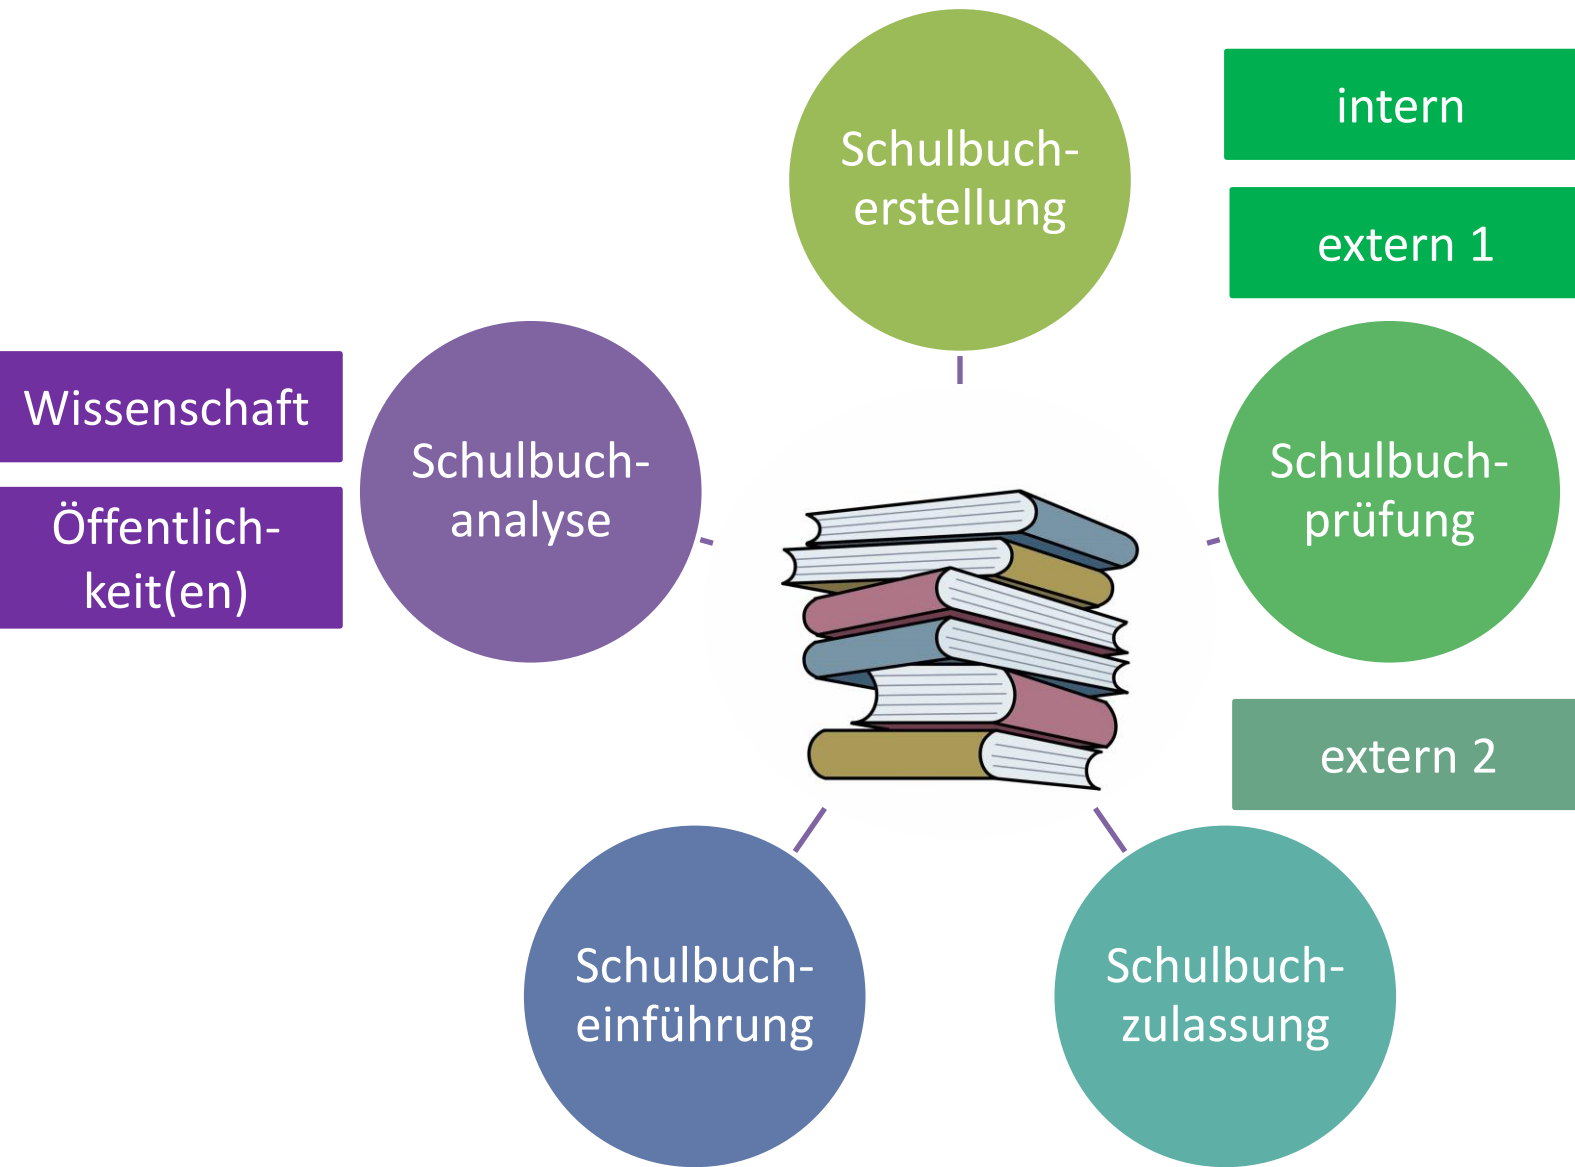 Schulbuch-
erstellung
intern
extern 1
Schulbuch-
prüfung
extern 2
Schulbuch-
zulassung
Schulbuch-
einführung
Schulbuch-
analyse
Wissenschaft
Öffentlich-
keit(en)